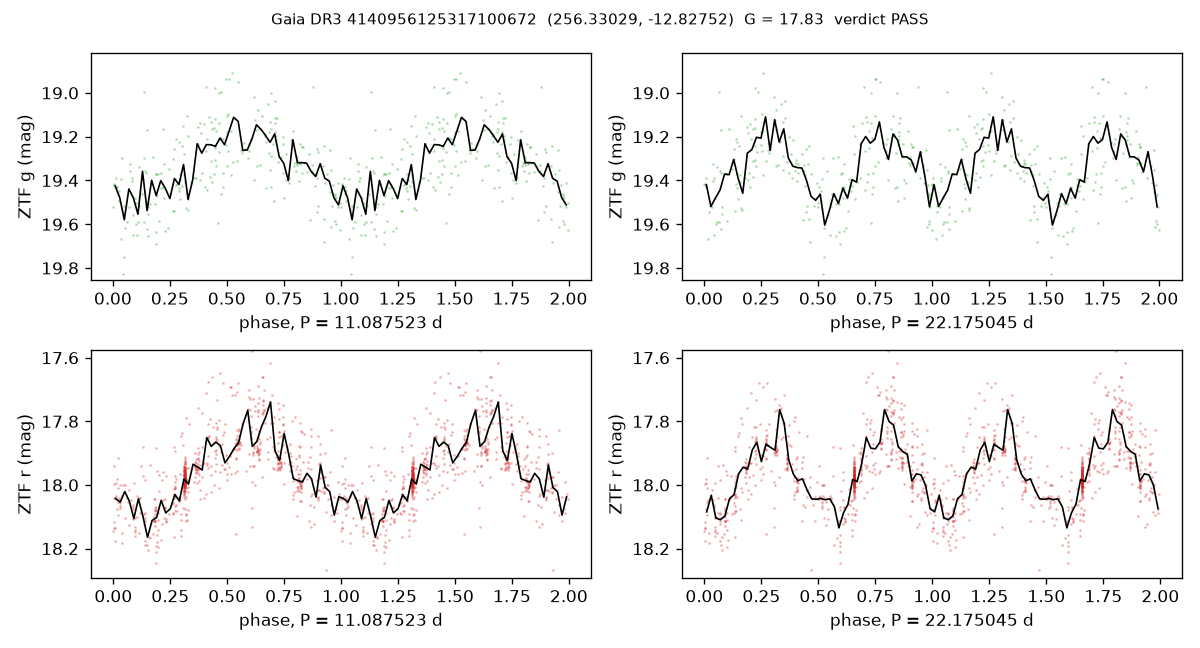 Gaia DR3 4140956125317100672 (256.33029, -12.82752) G = 17.83 verdict PASS
ZTF g (mag)
19.0
19.2
19.4
19.6
19.8
0.00 0.25 0.50 0.75 1.00 1.25 1.50 1.75 2.00
phase, P = 11.087523 d
ZTF g (mag)
19.0
19.2
19.4
19.6
19.8
0.00 0.25 0.50 0.75 1.00 1.25 1.50 1.75 2.00
phase, P = 22.175045 d
ZTF r (mag)
17.6
17.8
18.0
18.2
0.00 0.25 0.50 0.75 1.00 1.25 1.50 1.75 2.00
phase, P = 11.087523 d
ZTF r (mag)
17.6
17.8
18.0
18.2
0.00 0.25 0.50 0.75 1.00 1.25 1.50 1.75 2.00
phase, P = 22.175045 d